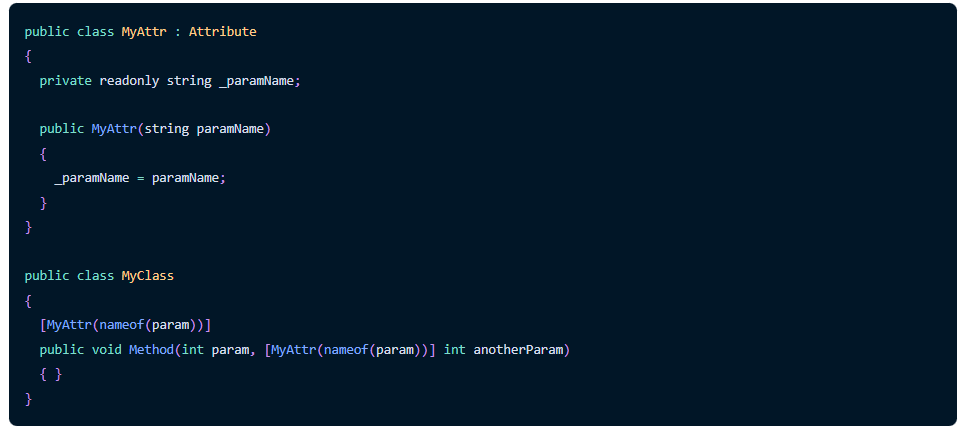 public class MyAttr : Attribute
{
  private readonly string _paramName;

  public MyAttr(string paramName)
  {
    _paramName = paramName;
  }
}

public class MyClass
{
  [MyAttr(nameof(param))]
  public void Method(int param, [MyAttr(nameof(param))] int anotherParam)
  { }
}